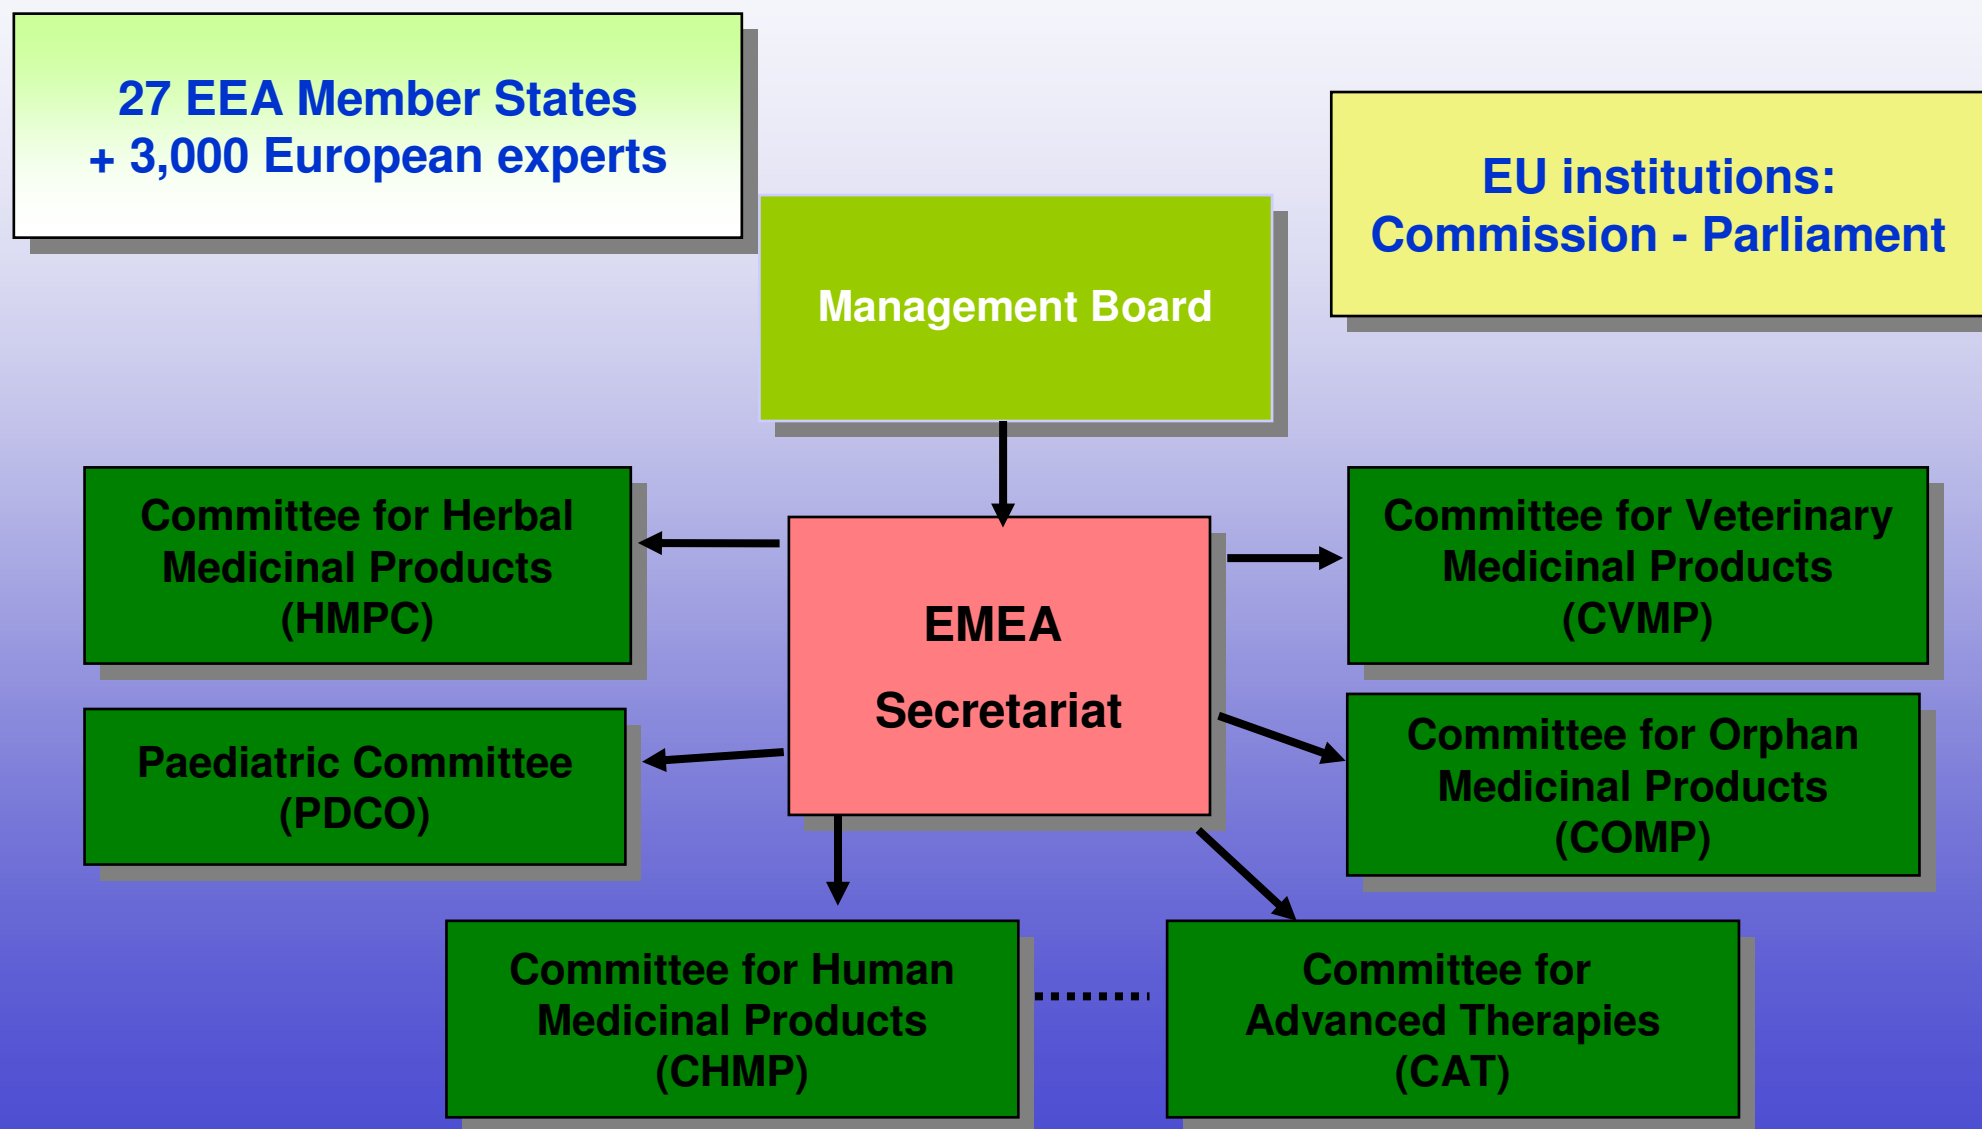 27 EEA Member States
+ 3,000 European experts
EU institutions:
Commission - Parliament
Management Board
Committee for Herbal
Medicinal Products
(HMPC)
Committee for Veterinary
Medicinal Products
(CVMP)
EMEA
Secretariat
Paediatric Committee
(PDCO)
Committee for Orphan
Medicinal Products
(COMP)
Committee for Human
Medicinal Products
(CHMP)
Committee for
Advanced Therapies
(CAT)